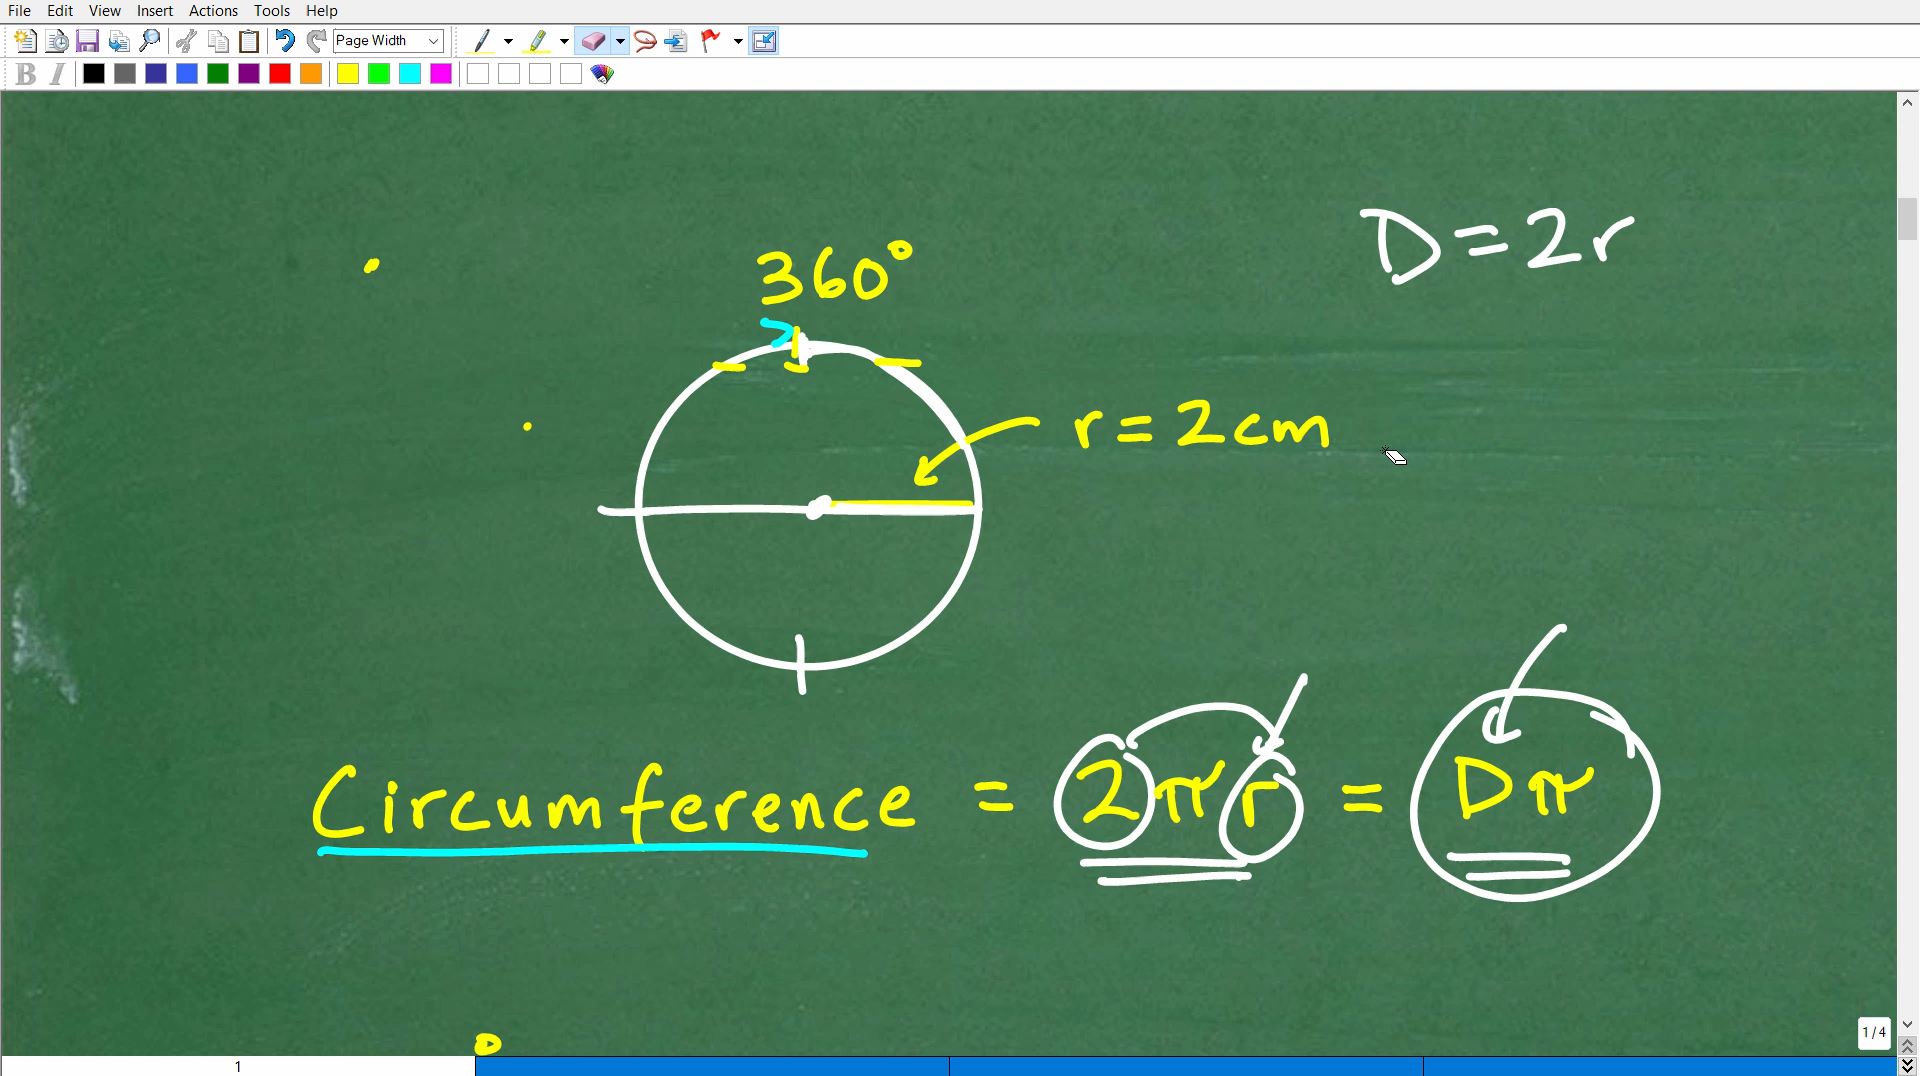 File Edit View Insert Actions Tools Help
Page Width
B I
D = 2r
360°
r = 2cm
Circumference = 2πr = Dπ
1 / 4
1